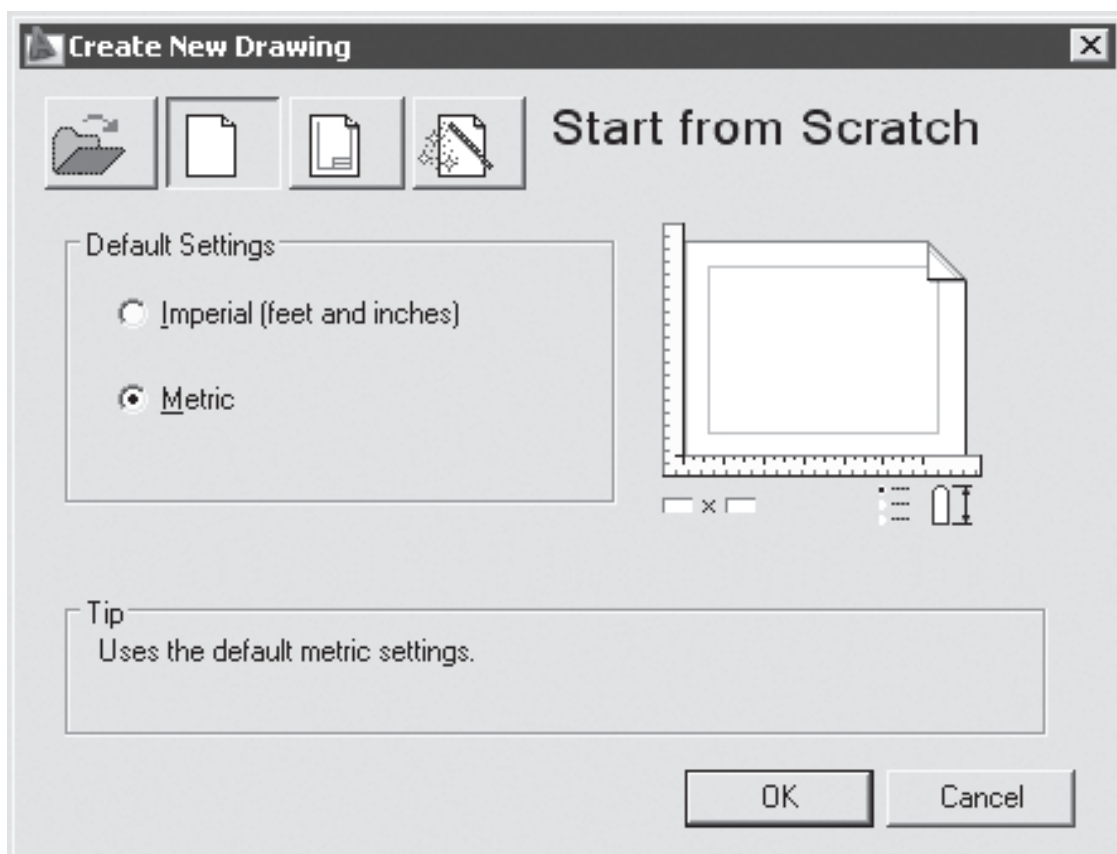 Create New Drawing
Start from Scratch
Default Settings
Imperial (feet and inches)
Metric
Tip
Uses the default metric settings.
OK
Cancel